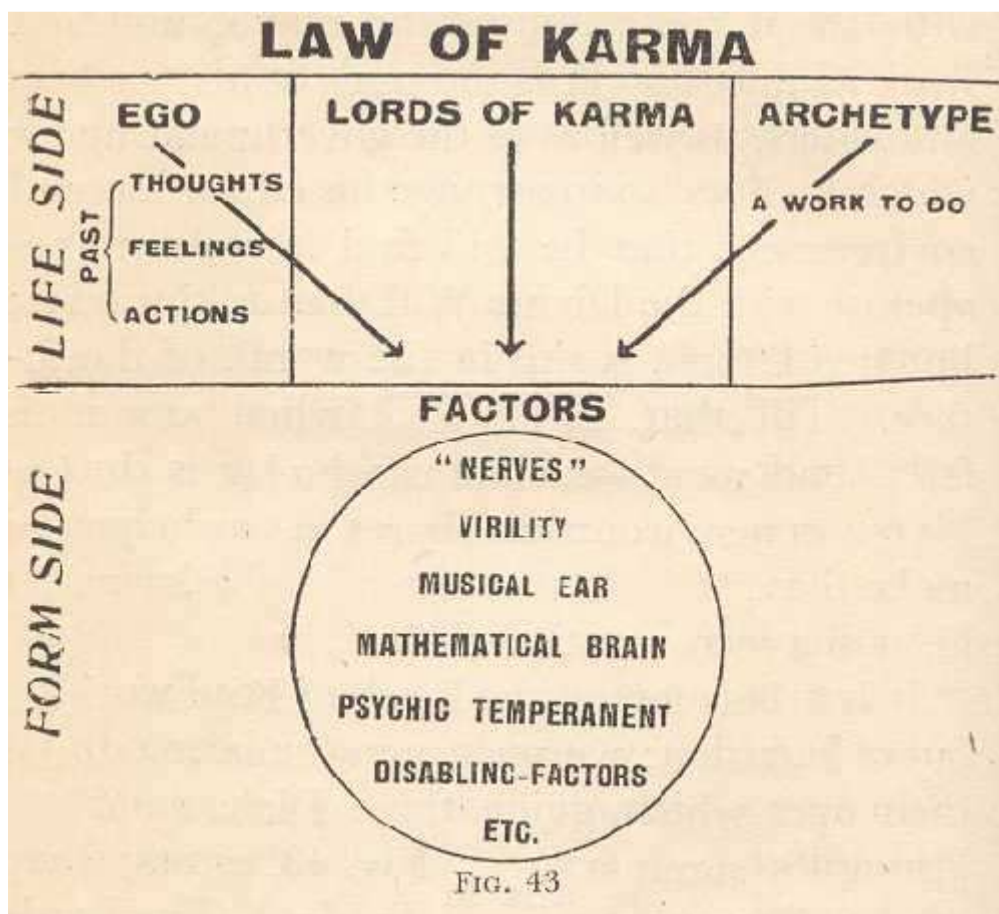 LAW OF KARMA
LIFE SIDE
EGO
THOUGHTS
FEELINGS
ACTIONS
PAST
LORDS OF KARMA
ARCHETYPE
A WORK TO DO
FORM SIDE
FACTORS
"NERVES"
VIRILITY
MUSICAL EAR
MATHEMATICAL BRAIN
PSYCHIC TEMPERAMENT
DISABLING-FACTORS
ETC.
FIG. 43